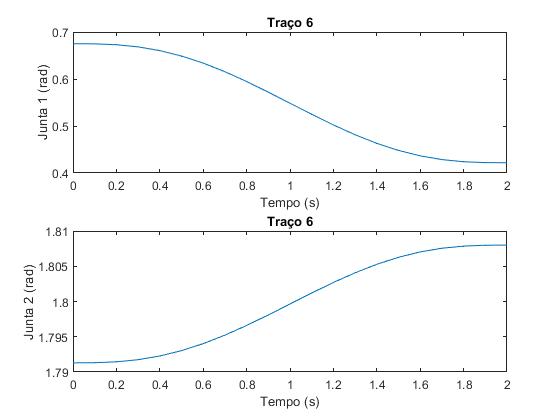 Traço 6
0.7
0.6
0.5
0.4
Junta 1 (rad)
0 0.2 0.4 0.6 0.8 1 1.2 1.4 1.6 1.8 2
Tempo (s)
Traço 6
1.81
1.805
1.8
1.795
1.79
Junta 2 (rad)
0 0.2 0.4 0.6 0.8 1 1.2 1.4 1.6 1.8 2
Tempo (s)